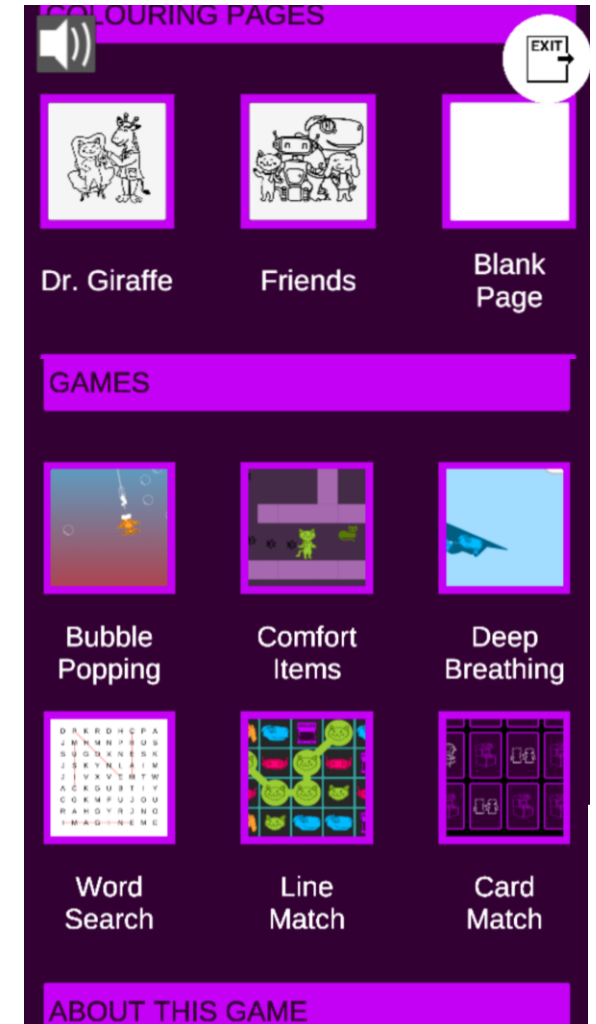 COLOURING PAGES
EXIT
Dr. Giraffe
Friends
Blank
Page
GAMES
Bubble
Popping
Comfort
Items
Deep
Breathing
Word
Search
Line
Match
Card
Match
ABOUT THIS GAME